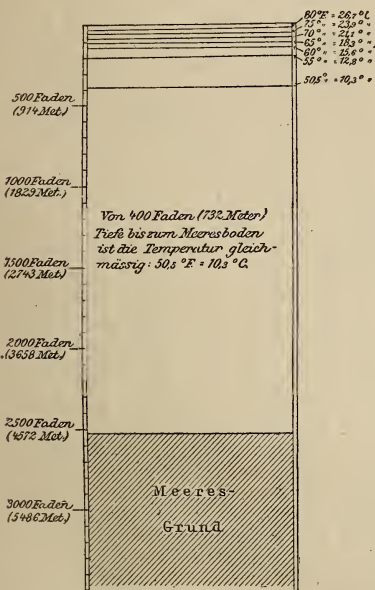 80°F. = 26,7°C.
75° " = 23,9° "
70° " = 21,1° "
65° " = 18,3° "
60° " = 15,6° "
55° " = 12,8° "
50,5° " = 10,3° "
500 Faden
(914 Met.)
1000 Faden
(1829 Met.)
Von 400 Faden (732 Meter)
Tiefe bis zum Meeresboden
ist die Temperatur gleich-
mässig: 50,5 °F. = 10,3 °C.
1500 Faden
(2743 Met.)
2000 Faden
(3658 Met.)
2500 Faden
(4572 Met.)
Meeres-
Grund
3000 Faden
(5486 Met.)